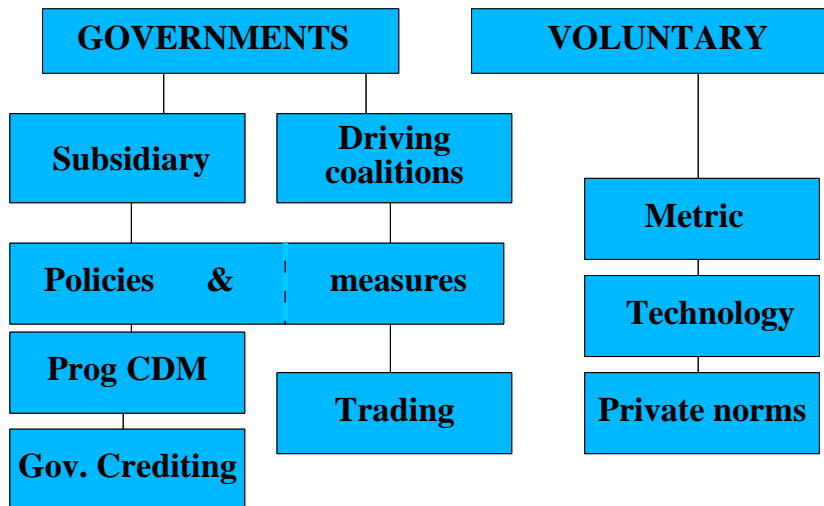 GOVERNMENTS
VOLUNTARY
Subsidiary
Driving
coalitions
Metric
Policies & measures
Technology
Prog CDM
Trading
Private norms
Gov. Crediting